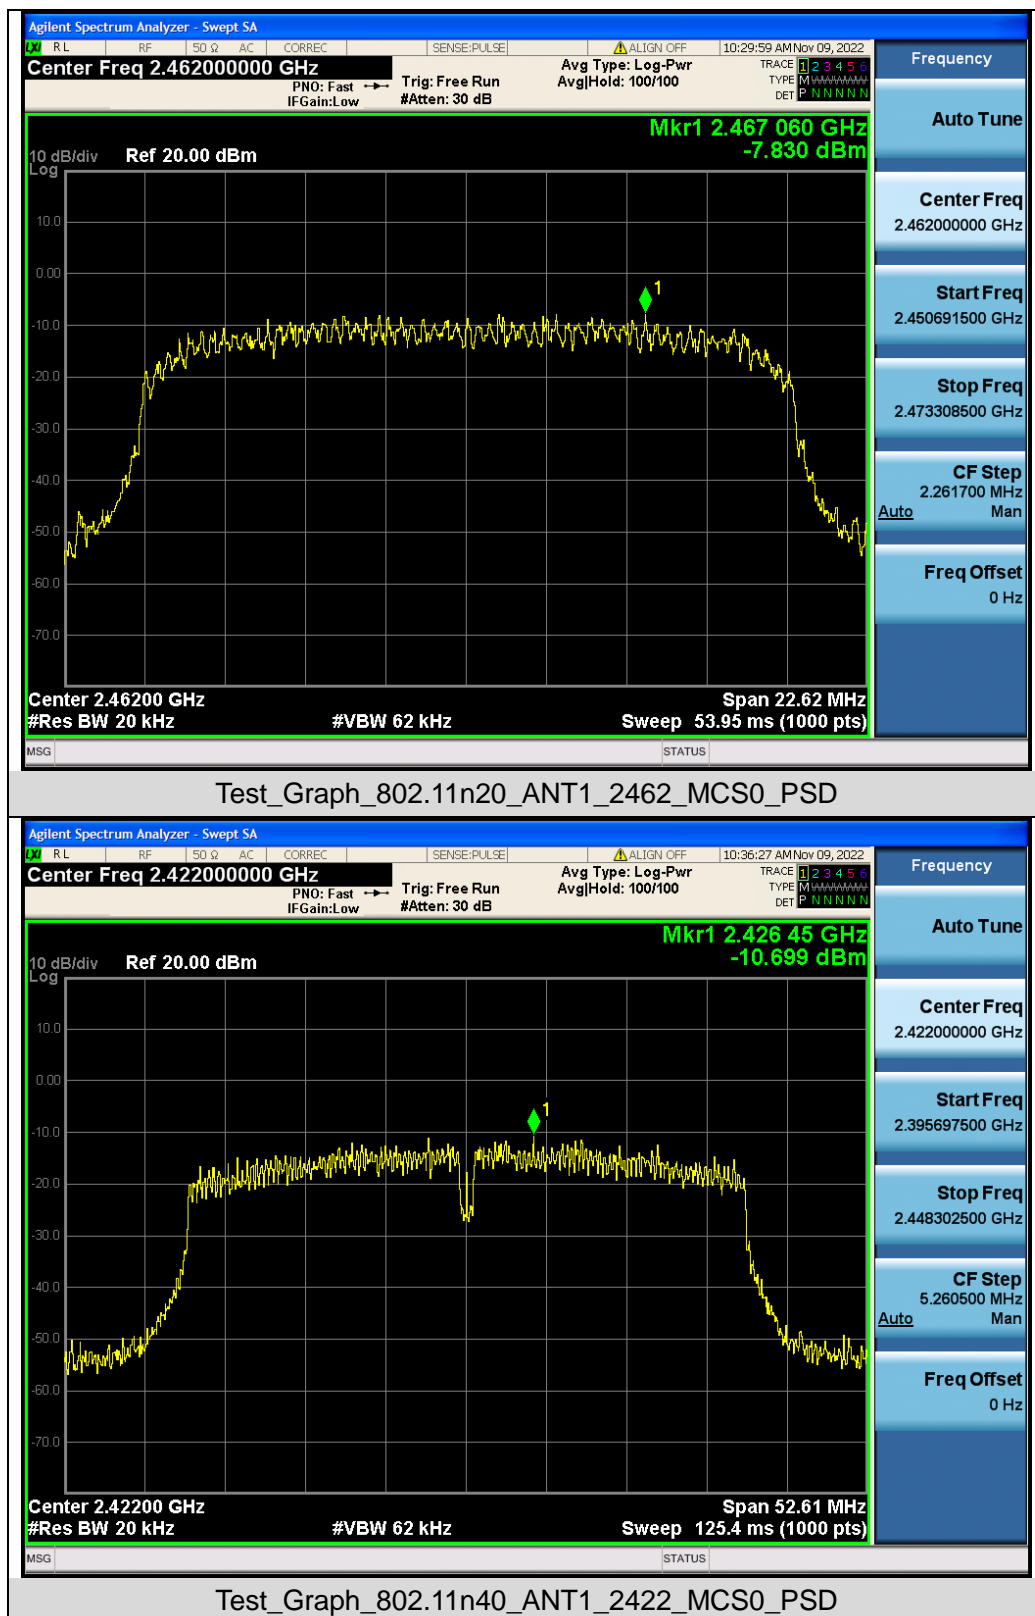 Agilent Spectrum Analyzer - Swept SA
LXI RL RF 50 Ω AC CORREC SENSE:PULSE ALIGN OFF 10:29:59 AM Nov 09, 2022
Center Freq 2.462000000 GHz
PNO: Fast
IFGain:Low
Trig: Free Run
#Atten: 30 dB
Avg Type: Log-Pwr
Avg|Hold: 100/100
TRACE 1 2 3 4 5 6
TYPE M WWWWW
DET P N N N N N
Mkr1 2.467 060 GHz
-7.830 dBm
10 dB/div Ref 20.00 dBm
Log
10.0
0.00
-10.0
-20.0
-30.0
-40.0
-50.0
-60.0
-70.0
1
Center 2.46200 GHz Span 22.62 MHz
#Res BW 20 kHz #VBW 62 kHz Sweep 53.95 ms (1000 pts)
MSG STATUS
Frequency
Auto Tune
Center Freq
2.462000000 GHz
Start Freq
2.450691500 GHz
Stop Freq
2.473308500 GHz
CF Step
2.261700 MHz
Auto Man
Freq Offset
0 Hz
Test_Graph_802.11n20_ANT1_2462_MCS0_PSD
Agilent Spectrum Analyzer - Swept SA
LXI RL RF 50 Ω AC CORREC SENSE:PULSE ALIGN OFF 10:36:27 AM Nov 09, 2022
Center Freq 2.422000000 GHz
PNO: Fast
IFGain:Low
Trig: Free Run
#Atten: 30 dB
Avg Type: Log-Pwr
Avg|Hold: 100/100
TRACE 1 2 3 4 5 6
TYPE M WWWWW
DET P N N N N N
Mkr1 2.426 45 GHz
-10.699 dBm
10 dB/div Ref 20.00 dBm
Log
10.0
0.00
-10.0
-20.0
-30.0
-40.0
-50.0
-60.0
-70.0
1
Center 2.42200 GHz Span 52.61 MHz
#Res BW 20 kHz #VBW 62 kHz Sweep 125.4 ms (1000 pts)
MSG STATUS
Frequency
Auto Tune
Center Freq
2.422000000 GHz
Start Freq
2.395697500 GHz
Stop Freq
2.448302500 GHz
CF Step
5.260500 MHz
Auto Man
Freq Offset
0 Hz
Test_Graph_802.11n40_ANT1_2422_MCS0_PSD